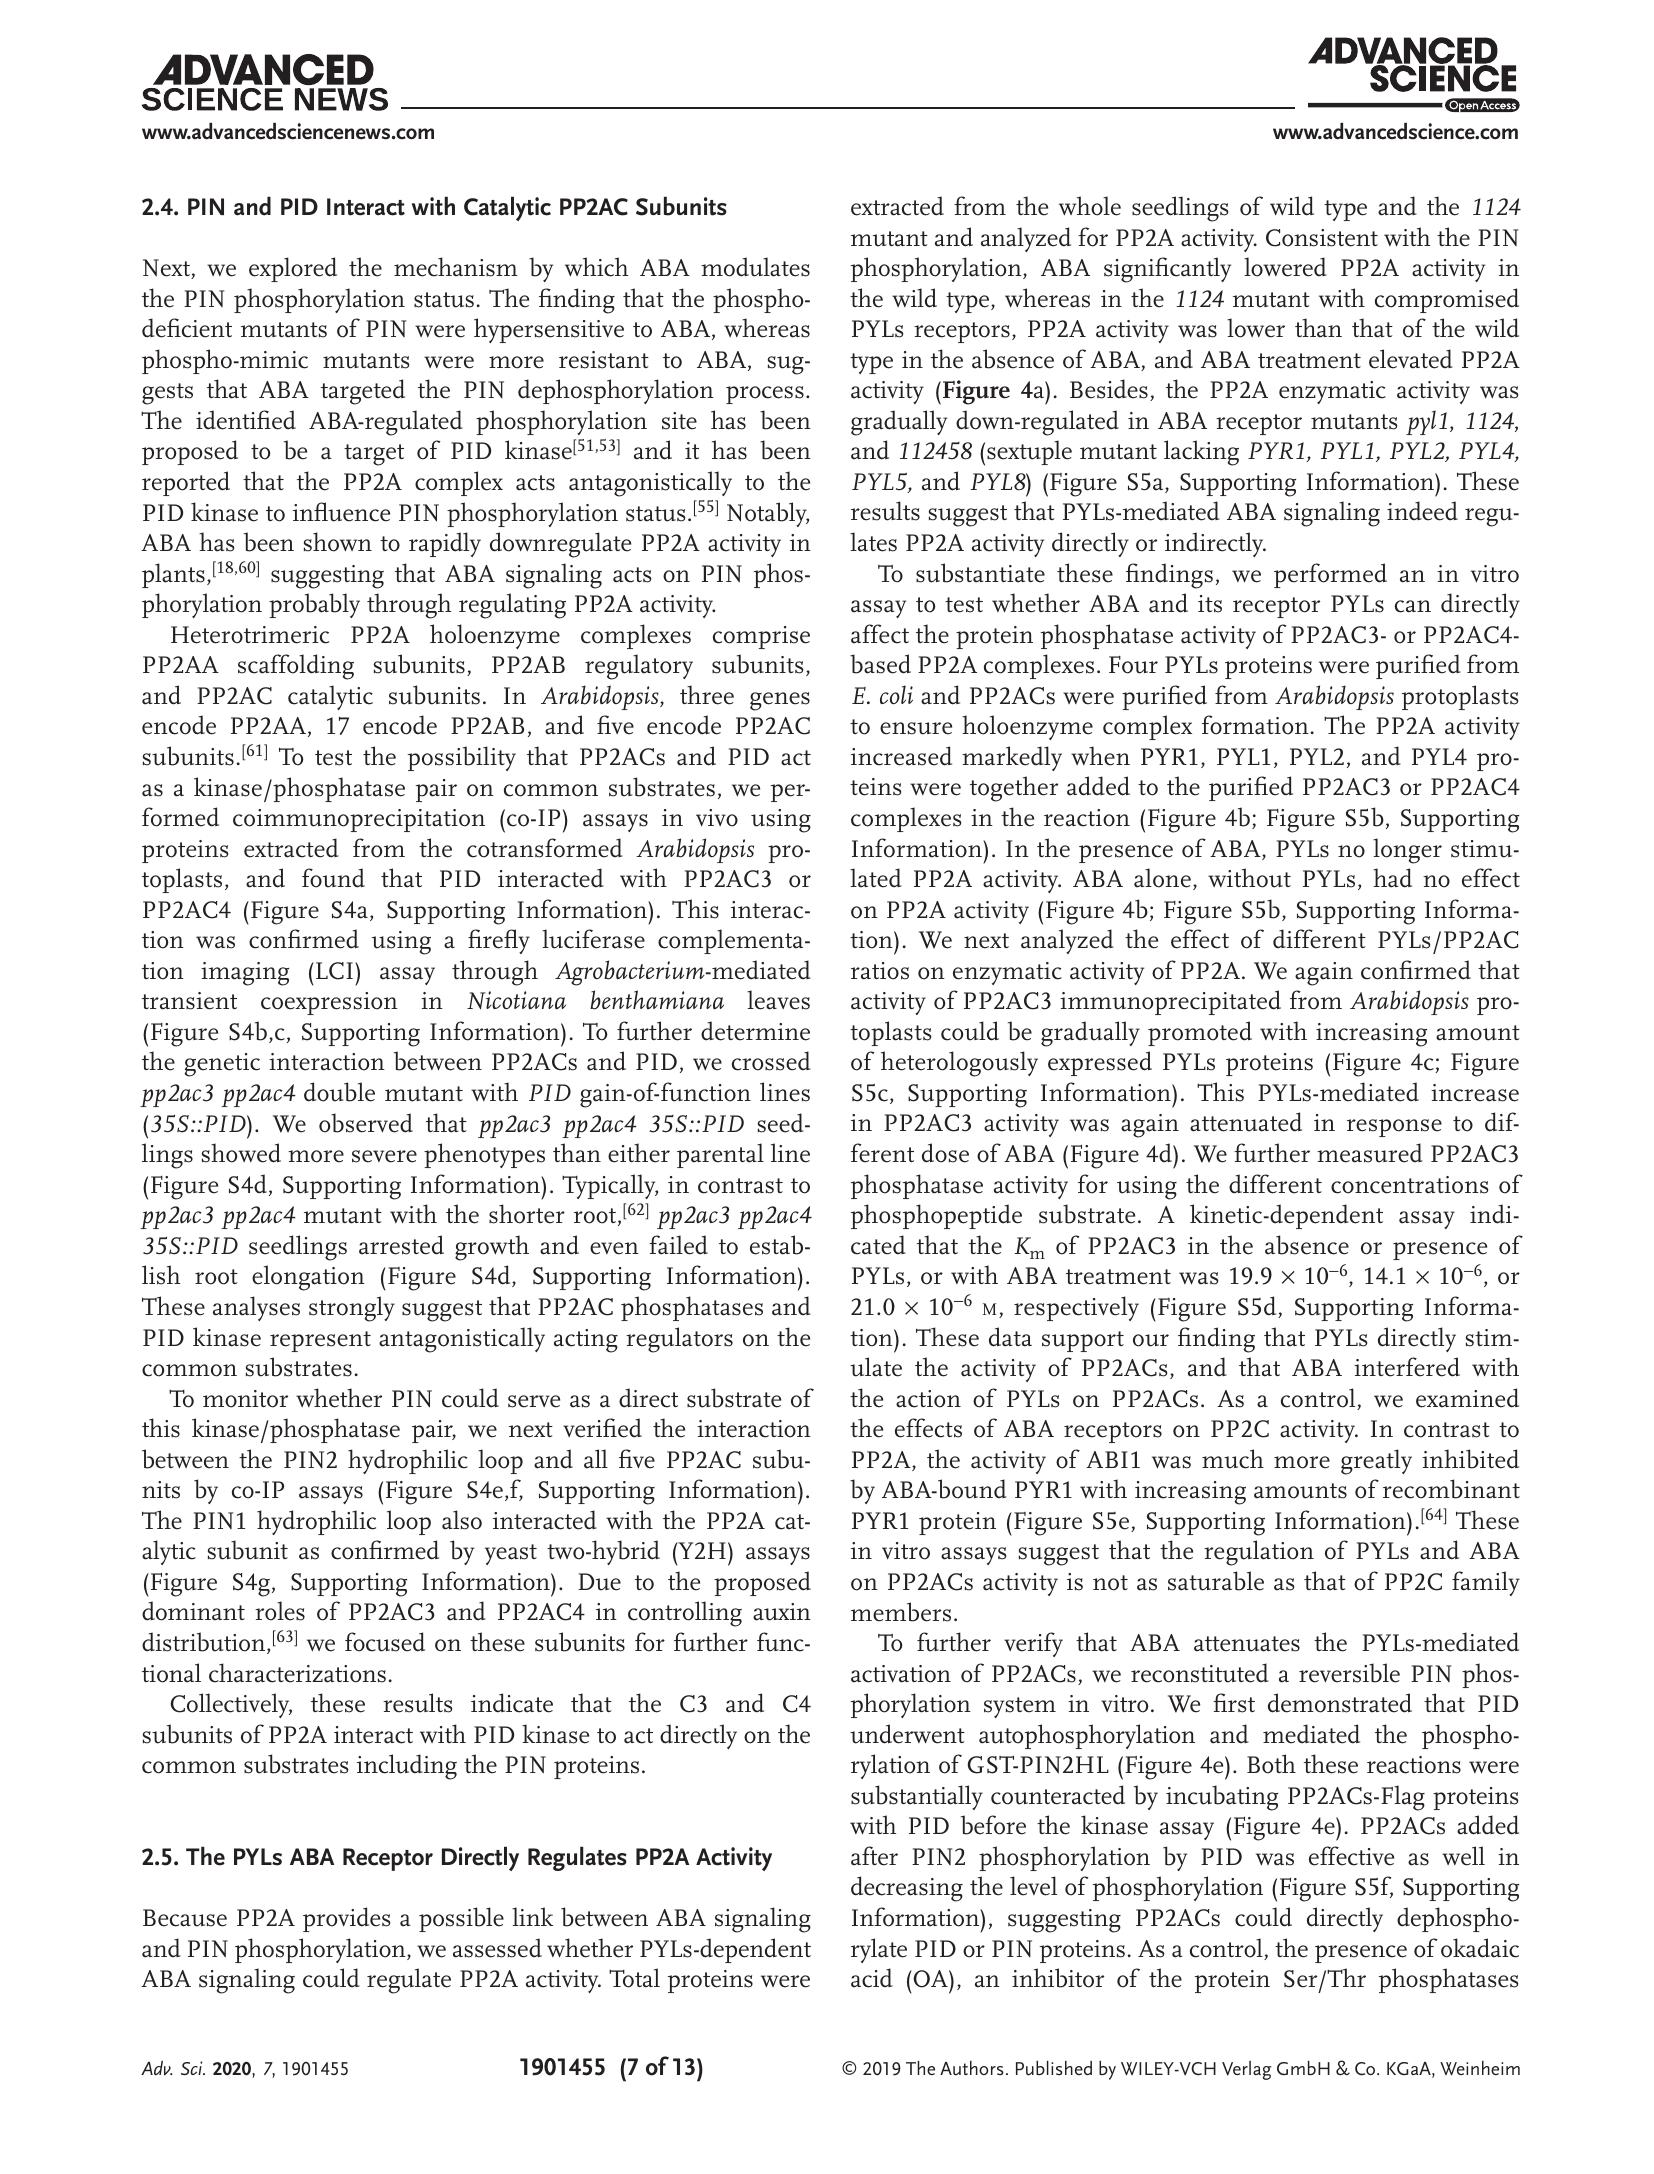 ADVANCED
SCIENCE NEWS
www.advancedsciencenews.com
ADVANCED
SCIENCE
Open Access
www.advancedscience.com
2.4. PIN and PID Interact with Catalytic PP2AC Subunits
Next, we explored the mechanism by which ABA modulates
the PIN phosphorylation status. The finding that the phospho-
deficient mutants of PIN were hypersensitive to ABA, whereas
phospho-mimic mutants were more resistant to ABA, sug-
gests that ABA targeted the PIN dephosphorylation process.
The identified ABA-regulated phosphorylation site has been
proposed to be a target of PID kinase[51,53] and it has been
reported that the PP2A complex acts antagonistically to the
PID kinase to influence PIN phosphorylation status.[55] Notably,
ABA has been shown to rapidly downregulate PP2A activity in
plants,[18,60] suggesting that ABA signaling acts on PIN phos-
phorylation probably through regulating PP2A activity.
Heterotrimeric PP2A holoenzyme complexes comprise
PP2AA scaffolding subunits, PP2AB regulatory subunits,
and PP2AC catalytic subunits. In Arabidopsis, three genes
encode PP2AA, 17 encode PP2AB, and five encode PP2AC
subunits.[61] To test the possibility that PP2ACs and PID act
as a kinase/phosphatase pair on common substrates, we per-
formed coimmunoprecipitation (co-IP) assays in vivo using
proteins extracted from the cotransformed Arabidopsis pro-
toplasts, and found that PID interacted with PP2AC3 or
PP2AC4 (Figure S4a, Supporting Information). This interac-
tion was confirmed using a firefly luciferase complementa-
tion imaging (LCI) assay through Agrobacterium-mediated
transient coexpression in Nicotiana benthamiana leaves
(Figure S4b,c, Supporting Information). To further determine
the genetic interaction between PP2ACs and PID, we crossed
pp2ac3 pp2ac4 double mutant with PID gain-of-function lines
(35S::PID). We observed that pp2ac3 pp2ac4 35S::PID seed-
lings showed more severe phenotypes than either parental line
(Figure S4d, Supporting Information). Typically, in contrast to
pp2ac3 pp2ac4 mutant with the shorter root,[62] pp2ac3 pp2ac4
35S::PID seedlings arrested growth and even failed to estab-
lish root elongation (Figure S4d, Supporting Information).
These analyses strongly suggest that PP2AC phosphatases and
PID kinase represent antagonistically acting regulators on the
common substrates.
To monitor whether PIN could serve as a direct substrate of
this kinase/phosphatase pair, we next verified the interaction
between the PIN2 hydrophilic loop and all five PP2AC subu-
nits by co-IP assays (Figure S4e,f, Supporting Information).
The PIN1 hydrophilic loop also interacted with the PP2A cat-
alytic subunit as confirmed by yeast two-hybrid (Y2H) assays
(Figure S4g, Supporting Information). Due to the proposed
dominant roles of PP2AC3 and PP2AC4 in controlling auxin
distribution,[63] we focused on these subunits for further func-
tional characterizations.
Collectively, these results indicate that the C3 and C4
subunits of PP2A interact with PID kinase to act directly on the
common substrates including the PIN proteins.
2.5. The PYLs ABA Receptor Directly Regulates PP2A Activity
Because PP2A provides a possible link between ABA signaling
and PIN phosphorylation, we assessed whether PYLs-dependent
ABA signaling could regulate PP2A activity. Total proteins were
extracted from the whole seedlings of wild type and the 1124
mutant and analyzed for PP2A activity. Consistent with the PIN
phosphorylation, ABA significantly lowered PP2A activity in
the wild type, whereas in the 1124 mutant with compromised
PYLs receptors, PP2A activity was lower than that of the wild
type in the absence of ABA, and ABA treatment elevated PP2A
activity (Figure 4a). Besides, the PP2A enzymatic activity was
gradually down-regulated in ABA receptor mutants pyl1, 1124,
and 112458 (sextuple mutant lacking PYR1, PYL1, PYL2, PYL4,
PYL5, and PYL8) (Figure S5a, Supporting Information). These
results suggest that PYLs-mediated ABA signaling indeed regu-
lates PP2A activity directly or indirectly.
To substantiate these findings, we performed an in vitro
assay to test whether ABA and its receptor PYLs can directly
affect the protein phosphatase activity of PP2AC3- or PP2AC4-
based PP2A complexes. Four PYLs proteins were purified from
E. coli and PP2ACs were purified from Arabidopsis protoplasts
to ensure holoenzyme complex formation. The PP2A activity
increased markedly when PYR1, PYL1, PYL2, and PYL4 pro-
teins were together added to the purified PP2AC3 or PP2AC4
complexes in the reaction (Figure 4b; Figure S5b, Supporting
Information). In the presence of ABA, PYLs no longer stimu-
lated PP2A activity. ABA alone, without PYLs, had no effect
on PP2A activity (Figure 4b; Figure S5b, Supporting Informa-
tion). We next analyzed the effect of different PYLs/PP2AC
ratios on enzymatic activity of PP2A. We again confirmed that
activity of PP2AC3 immunoprecipitated from Arabidopsis pro-
toplasts could be gradually promoted with increasing amount
of heterologously expressed PYLs proteins (Figure 4c; Figure
S5c, Supporting Information). This PYLs-mediated increase
in PP2AC3 activity was again attenuated in response to dif-
ferent dose of ABA (Figure 4d). We further measured PP2AC3
phosphatase activity for using the different concentrations of
phosphopeptide substrate. A kinetic-dependent assay indi-
cated that the Km of PP2AC3 in the absence or presence of
PYLs, or with ABA treatment was 19.9 × 10⁻⁶, 14.1 × 10⁻⁶, or
21.0 × 10⁻⁶ M, respectively (Figure S5d, Supporting Informa-
tion). These data support our finding that PYLs directly stim-
ulate the activity of PP2ACs, and that ABA interfered with
the action of PYLs on PP2ACs. As a control, we examined
the effects of ABA receptors on PP2C activity. In contrast to
PP2A, the activity of ABI1 was much more greatly inhibited
by ABA-bound PYR1 with increasing amounts of recombinant
PYR1 protein (Figure S5e, Supporting Information).[64] These
in vitro assays suggest that the regulation of PYLs and ABA
on PP2ACs activity is not as saturable as that of PP2C family
members.
To further verify that ABA attenuates the PYLs-mediated
activation of PP2ACs, we reconstituted a reversible PIN phos-
phorylation system in vitro. We first demonstrated that PID
underwent autophosphorylation and mediated the phospho-
rylation of GST-PIN2HL (Figure 4e). Both these reactions were
substantially counteracted by incubating PP2ACs-Flag proteins
with PID before the kinase assay (Figure 4e). PP2ACs added
after PIN2 phosphorylation by PID was effective as well in
decreasing the level of phosphorylation (Figure S5f, Supporting
Information), suggesting PP2ACs could directly dephospho-
rylate PID or PIN proteins. As a control, the presence of okadaic
acid (OA), an inhibitor of the protein Ser/Thr phosphatases
Adv. Sci. 2020, 7, 1901455
1901455 (7 of 13)
© 2019 The Authors. Published by WILEY-VCH Verlag GmbH & Co. KGaA, Weinheim